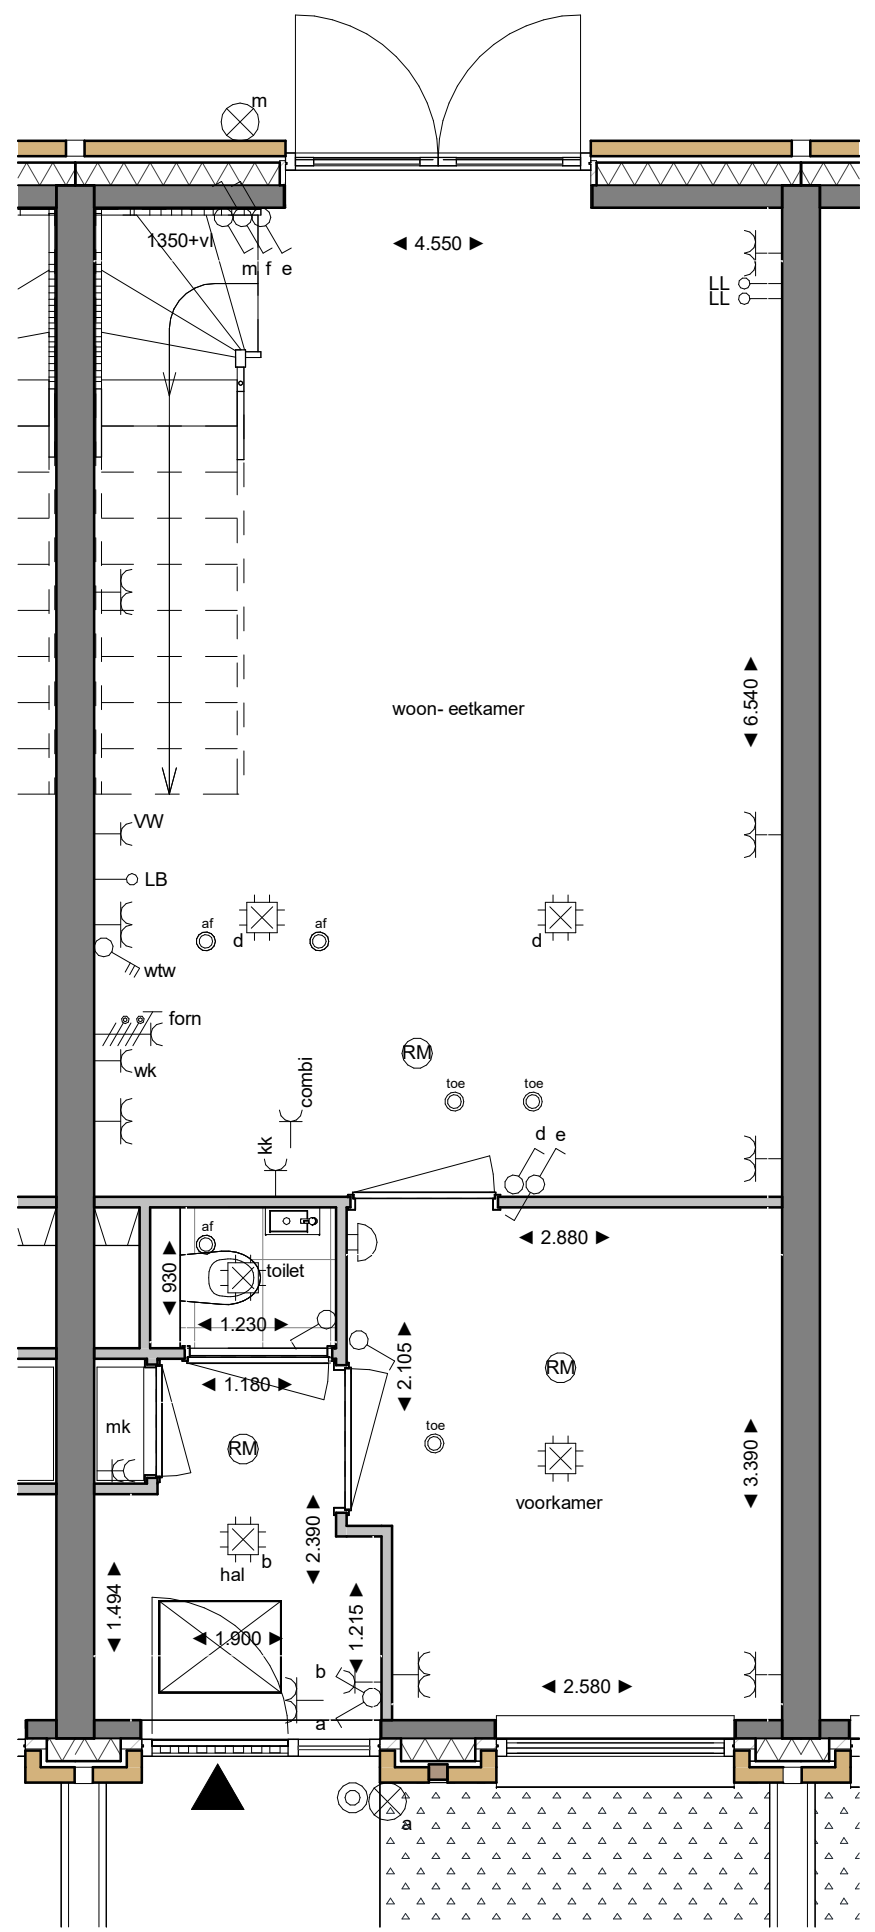 m
1350+vl
m f e
◄ 4.550 ►
LL
LL
◄ 6.540 ►
woon- eetkamer
VW
LB
af
af
d
d
wtw
forn
RM
wk
combi
toe
toe
kk
d e
af
◄ 2.880 ►
◄ 930 ►
toilet
◄ 1.230 ►
◄ 2.105 ►
RM
◄ 1.180 ►
mk
RM
toe
◄ 3.390 ►
voorkamer
◄ 2.390 ►
b
hal
◄ 1.494 ►
◄ 1.215 ►
◄ 1.900 ►
b
◄ 2.580 ►
a
a